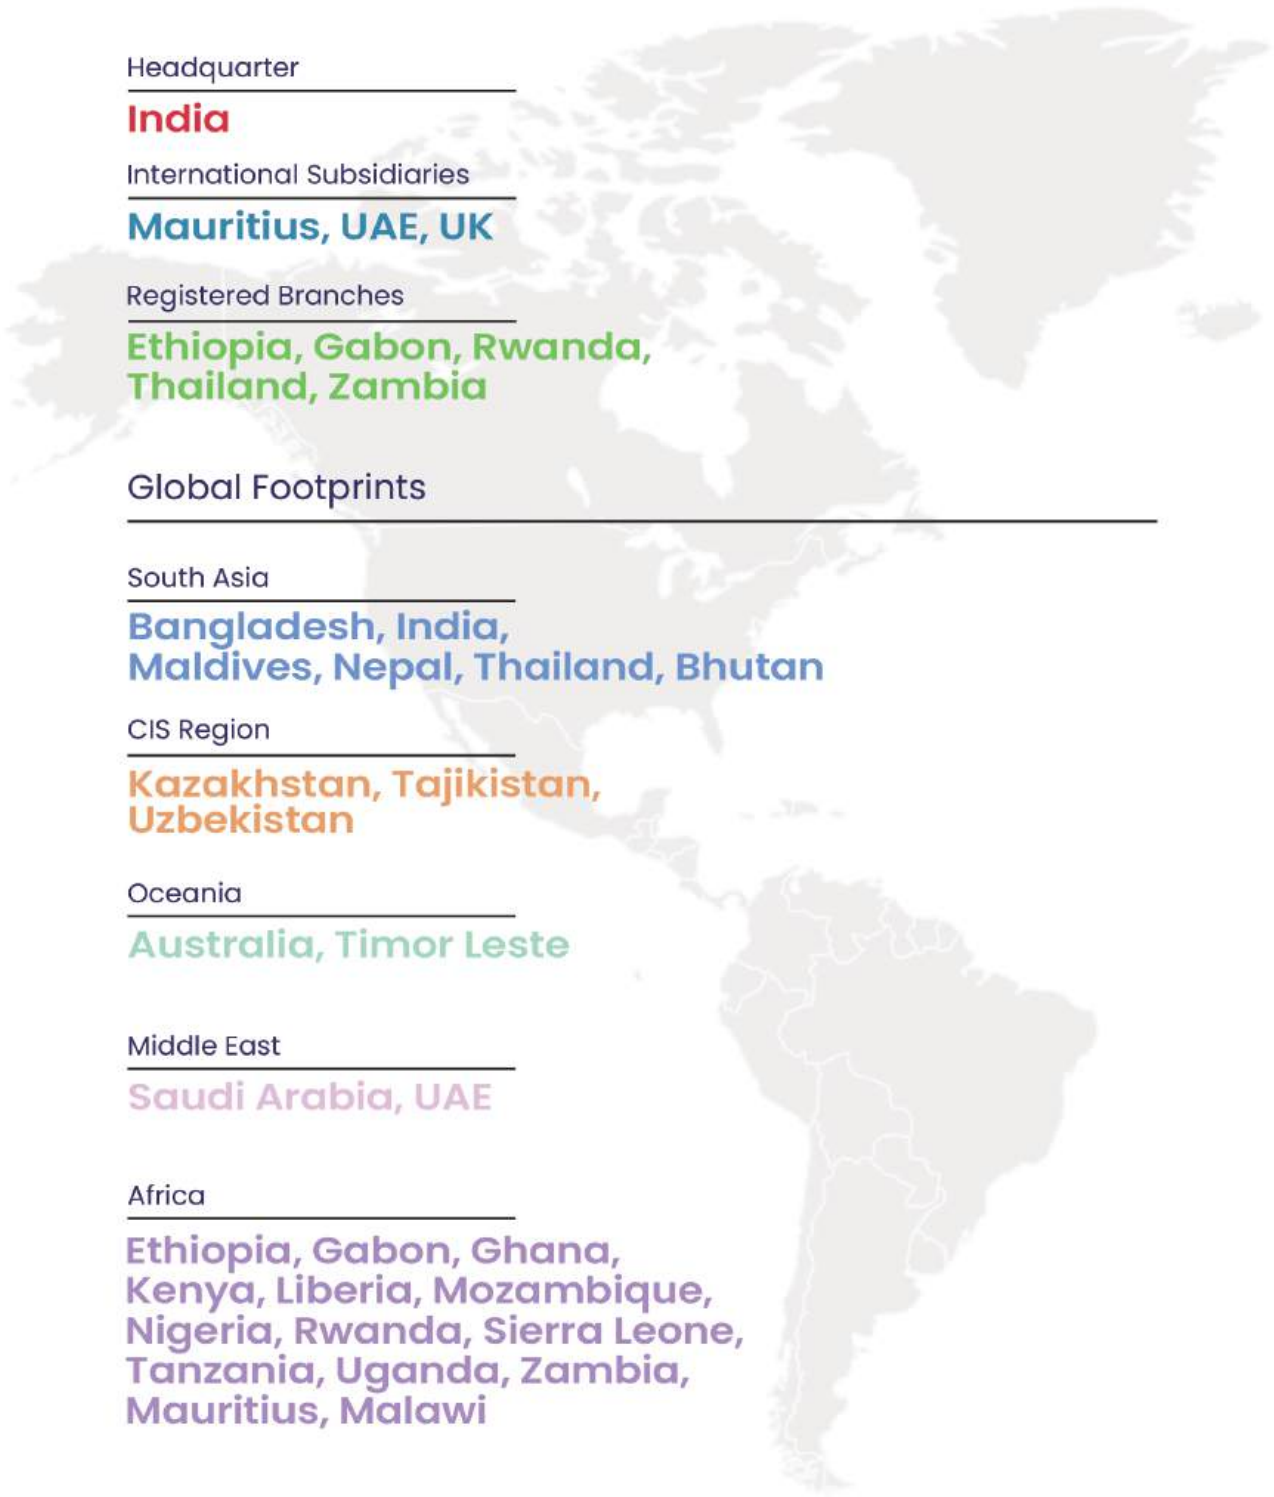 Headquarter
India
International Subsidiaries
Mauritius, UAE, UK
Registered Branches
Ethiopia, Gabon, Rwanda,
Thailand, Zambia
Global Footprints
South Asia
Bangladesh, India,
Maldives, Nepal, Thailand, Bhutan
CIS Region
Kazakhstan, Tajikistan,
Uzbekistan
Oceania
Australia, Timor Leste
Middle East
Saudi Arabia, UAE
Africa
Ethiopia, Gabon, Ghana,
Kenya, Liberia, Mozambique,
Nigeria, Rwanda, Sierra Leone,
Tanzania, Uganda, Zambia,
Mauritius, Malawi